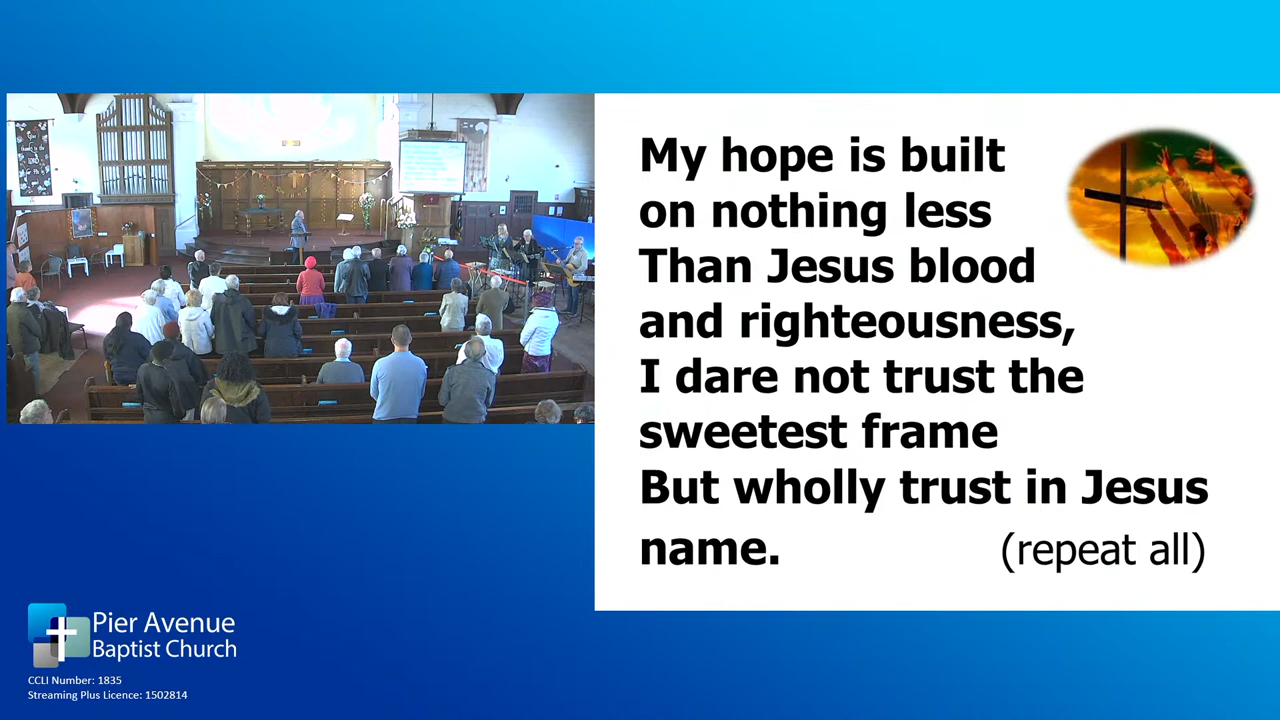 My hope is built
on nothing less
Than Jesus blood
and righteousness,
I dare not trust the
sweetest frame
But wholly trust in Jesus
name. (repeat all)
Pier Avenue
Baptist Church
CCLI Number: 1835
Streaming Plus Licence: 1502814